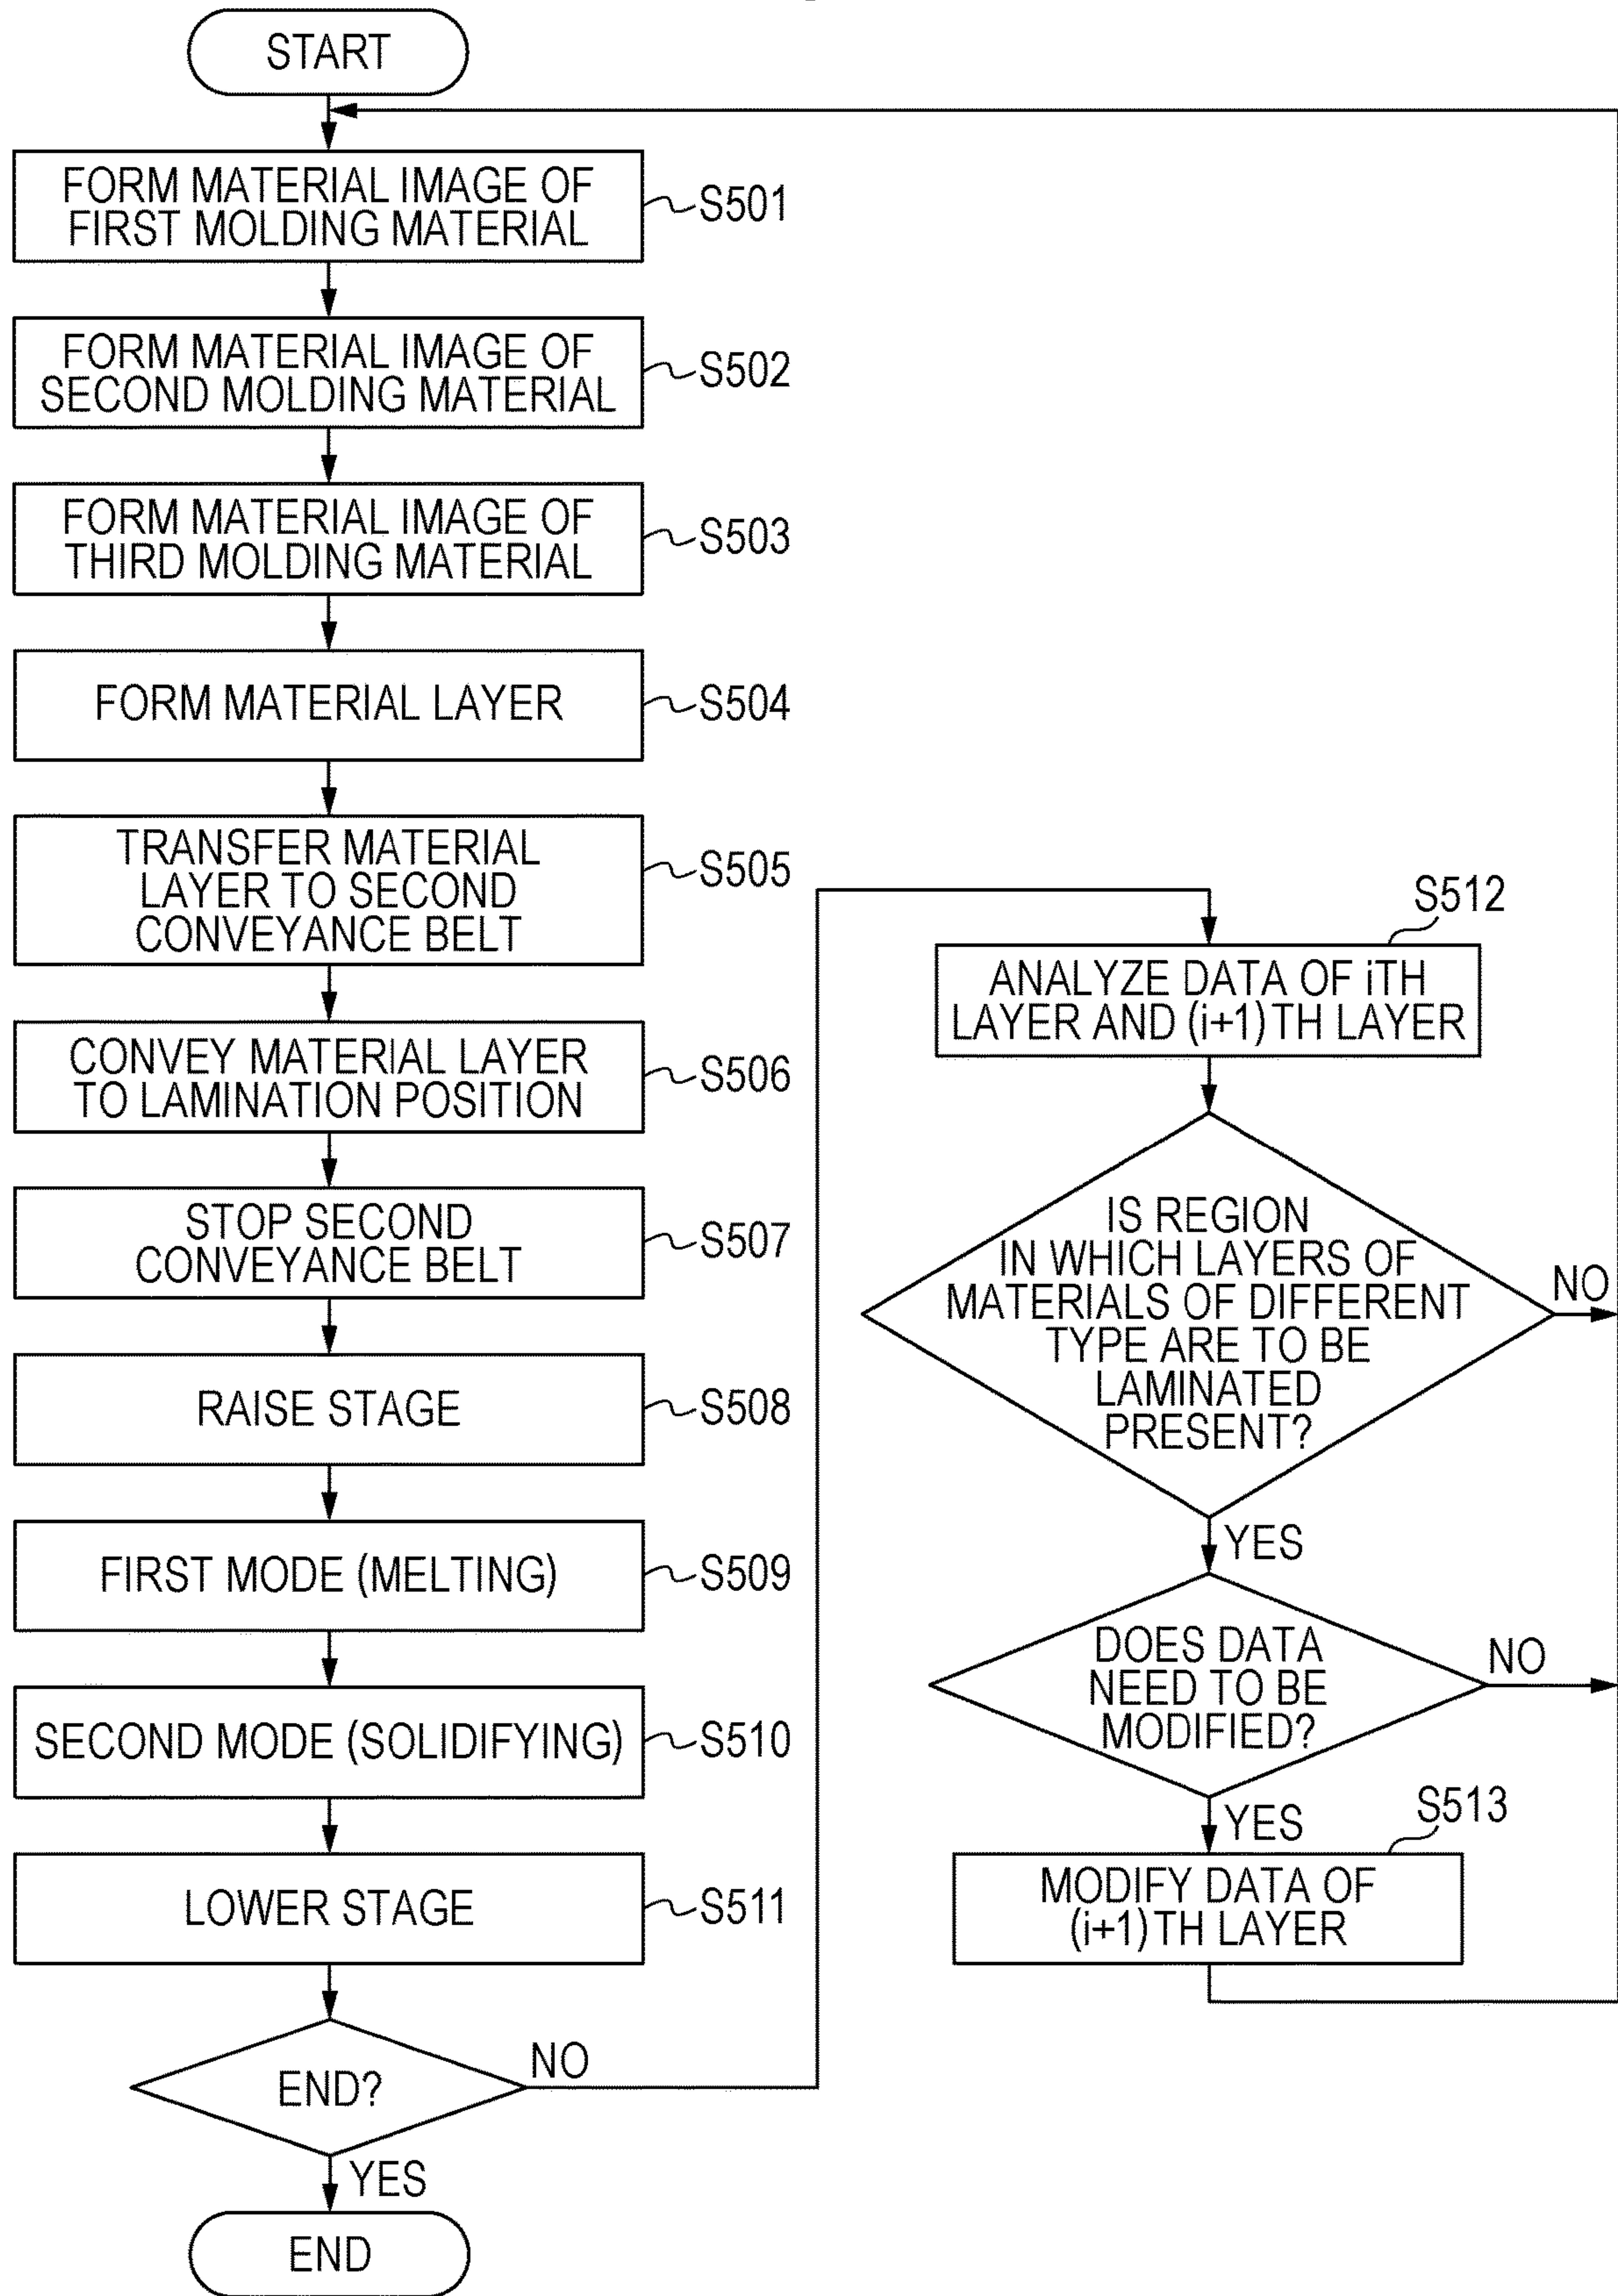 START
FORM MATERIAL IMAGE OF
FIRST MOLDING MATERIAL
S501
FORM MATERIAL IMAGE OF
SECOND MOLDING MATERIAL
S502
FORM MATERIAL IMAGE OF
THIRD MOLDING MATERIAL
S503
FORM MATERIAL LAYER
S504
TRANSFER MATERIAL
LAYER TO SECOND
CONVEYANCE BELT
S505
CONVEY MATERIAL LAYER
TO LAMINATION POSITION
S506
STOP SECOND
CONVEYANCE BELT
S507
RAISE STAGE
S508
FIRST MODE (MELTING)
S509
SECOND MODE (SOLIDIFYING)
S510
LOWER STAGE
S511
END?
NO
YES
END
S512
ANALYZE DATA OF iTH
LAYER AND (i+1)TH LAYER
IS REGION
IN WHICH LAYERS OF
MATERIALS OF DIFFERENT
TYPE ARE TO BE
LAMINATED
PRESENT?
NO
YES
DOES DATA
NEED TO BE
MODIFIED?
NO
YES
S513
MODIFY DATA OF
(i+1)TH LAYER